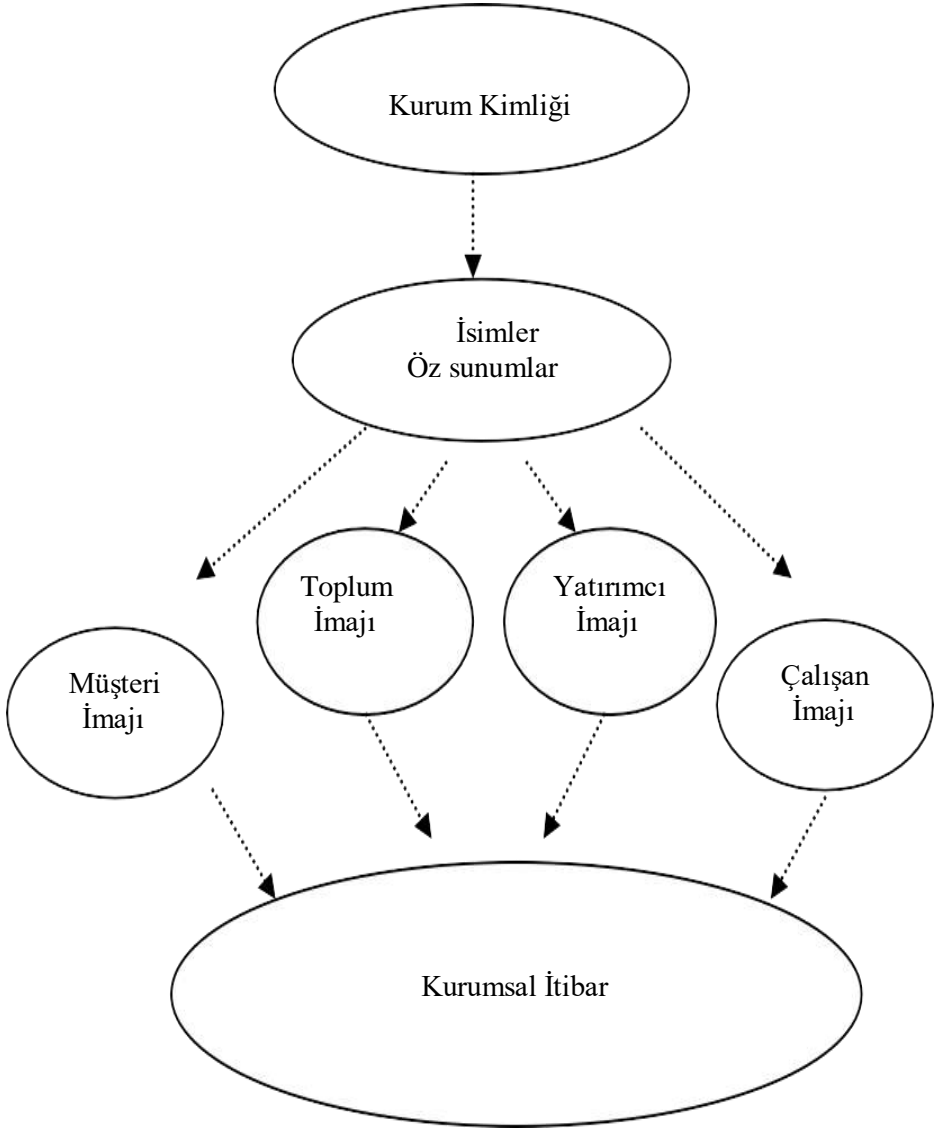 Kurum Kimliği
İsimler
Öz sunumlar
Toplum
İmajı
Yatırımcı
İmajı
Müşteri
İmajı
Çalışan
İmajı
Kurumsal İtibar